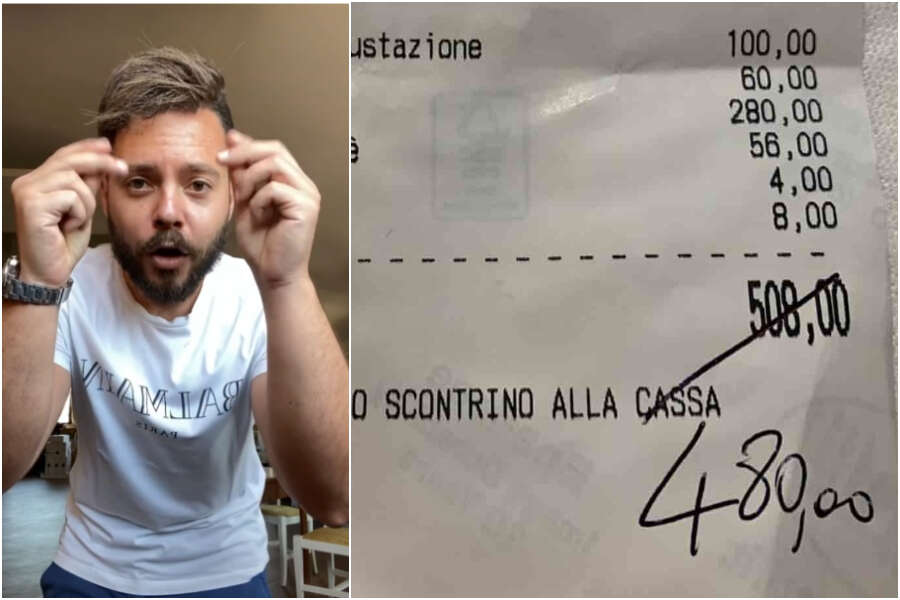 BALMAIN
PARIS
ustazione 100,00
60,00
280,00
è 56,00
4,00
8,00
508,00
O SCONTRINO ALLA CASSA
480,00